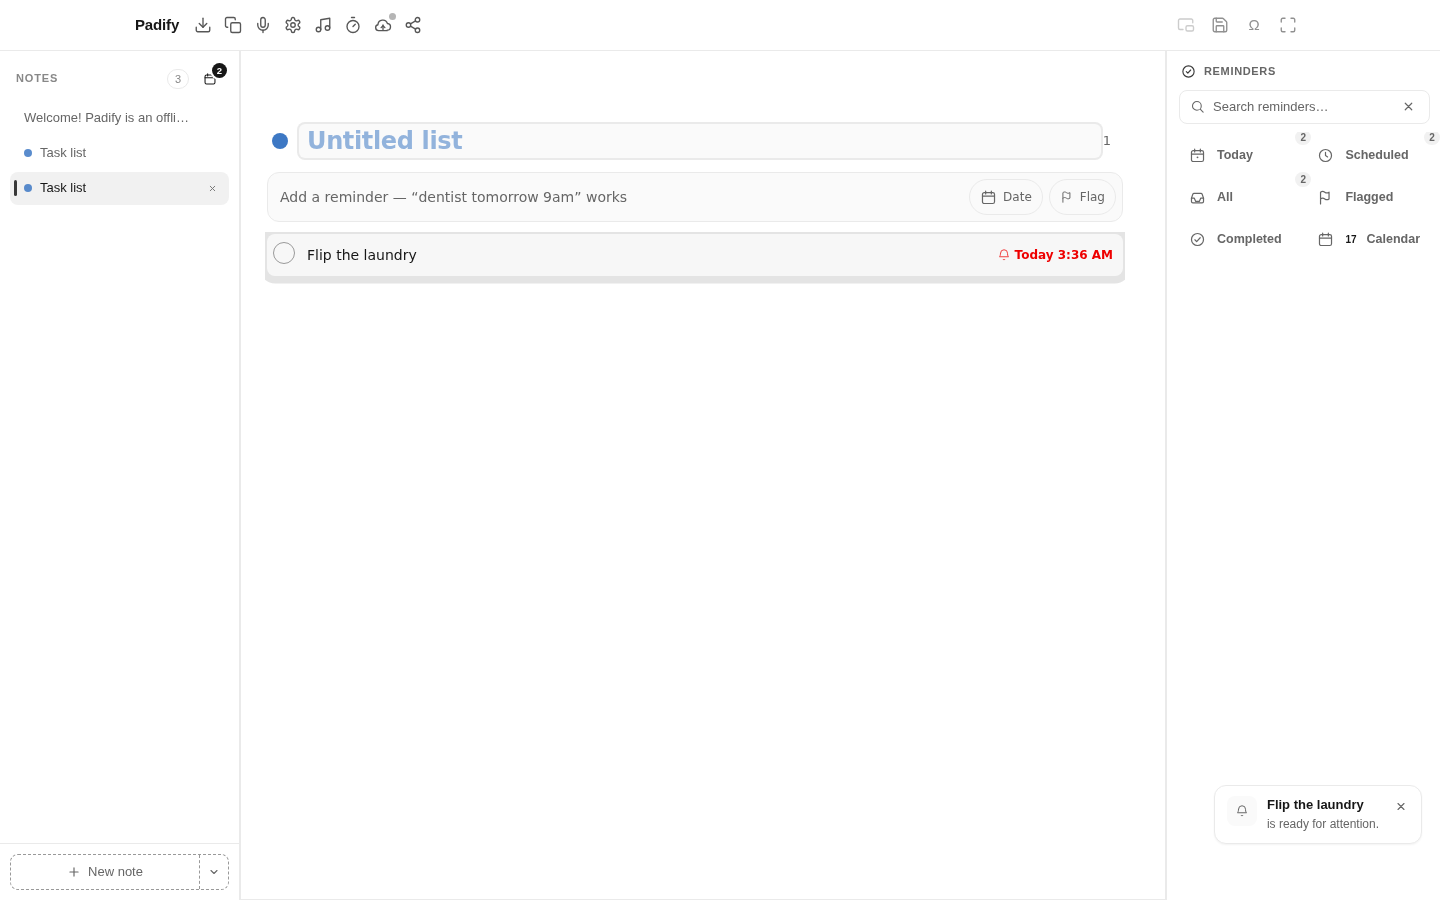 Padify
Ω
NOTES
3
2
Welcome! Padify is an offli…
Task list
Task list
New note
Untitled list
1
Add a reminder — “dentist tomorrow 9am” works
Date
Flag
Flip the laundry
Today 3:36 AM
REMINDERS
Search reminders…
Today
2
Scheduled
2
All
2
Flagged
Completed
17 Calendar
Flip the laundry
is ready for attention.